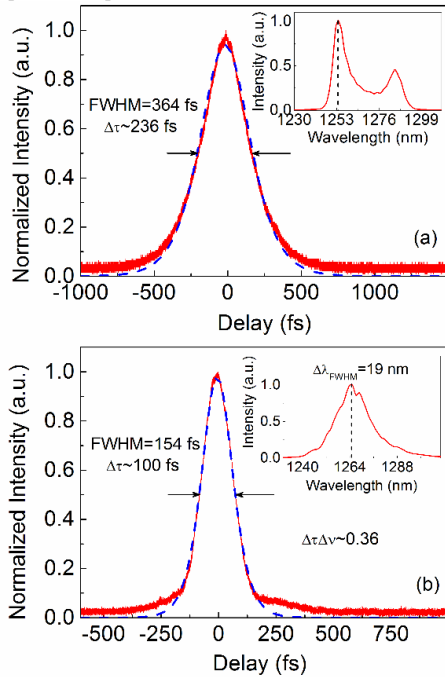 Normalized Intensity (a.u.)
1.0
0.8
0.6
0.4
0.2
0.0
FWHM=364 fs
Δτ~236 fs
(a)
-1000 -500 0 500 1000
Delay (fs)
Intensity (a.u.)
1.0
0.5
0.0
1230 1253 1276 1299
Wavelength (nm)
Normalized Intensity (a.u.)
1.0
0.8
0.6
0.4
0.2
0.0
FWHM=154 fs
Δτ~100 fs
ΔτΔν~0.36
(b)
-500 -250 0 250 500 750
Delay (fs)
Δλ_FWHM=19 nm
Intensity (a.u.)
1.0
0.5
0.0
1240 1264 1288
Wavelength (nm)